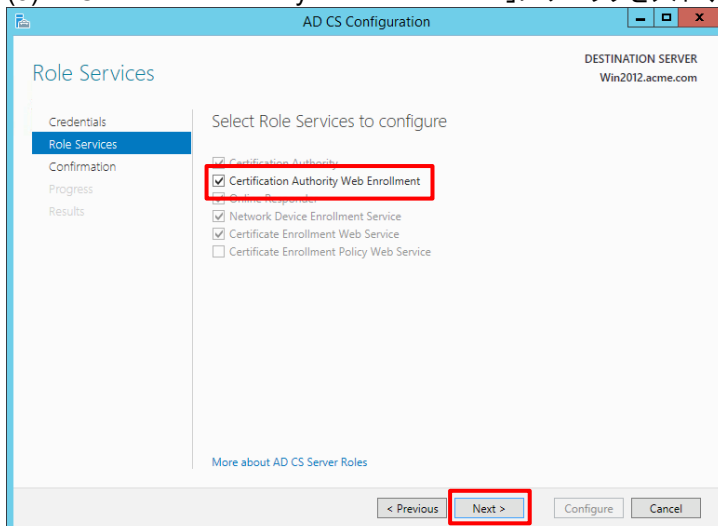 AD CS Configuration
Role Services
DESTINATION SERVER
Win2012.acme.com
Credentials
Role Services
Confirmation
Progress
Results
Select Role Services to configure
Certification Authority
Certification Authority Web Enrollment
Online Responder
Network Device Enrollment Service
Certificate Enrollment Web Service
Certificate Enrollment Policy Web Service
More about AD CS Server Roles
< Previous
Next >
Configure
Cancel